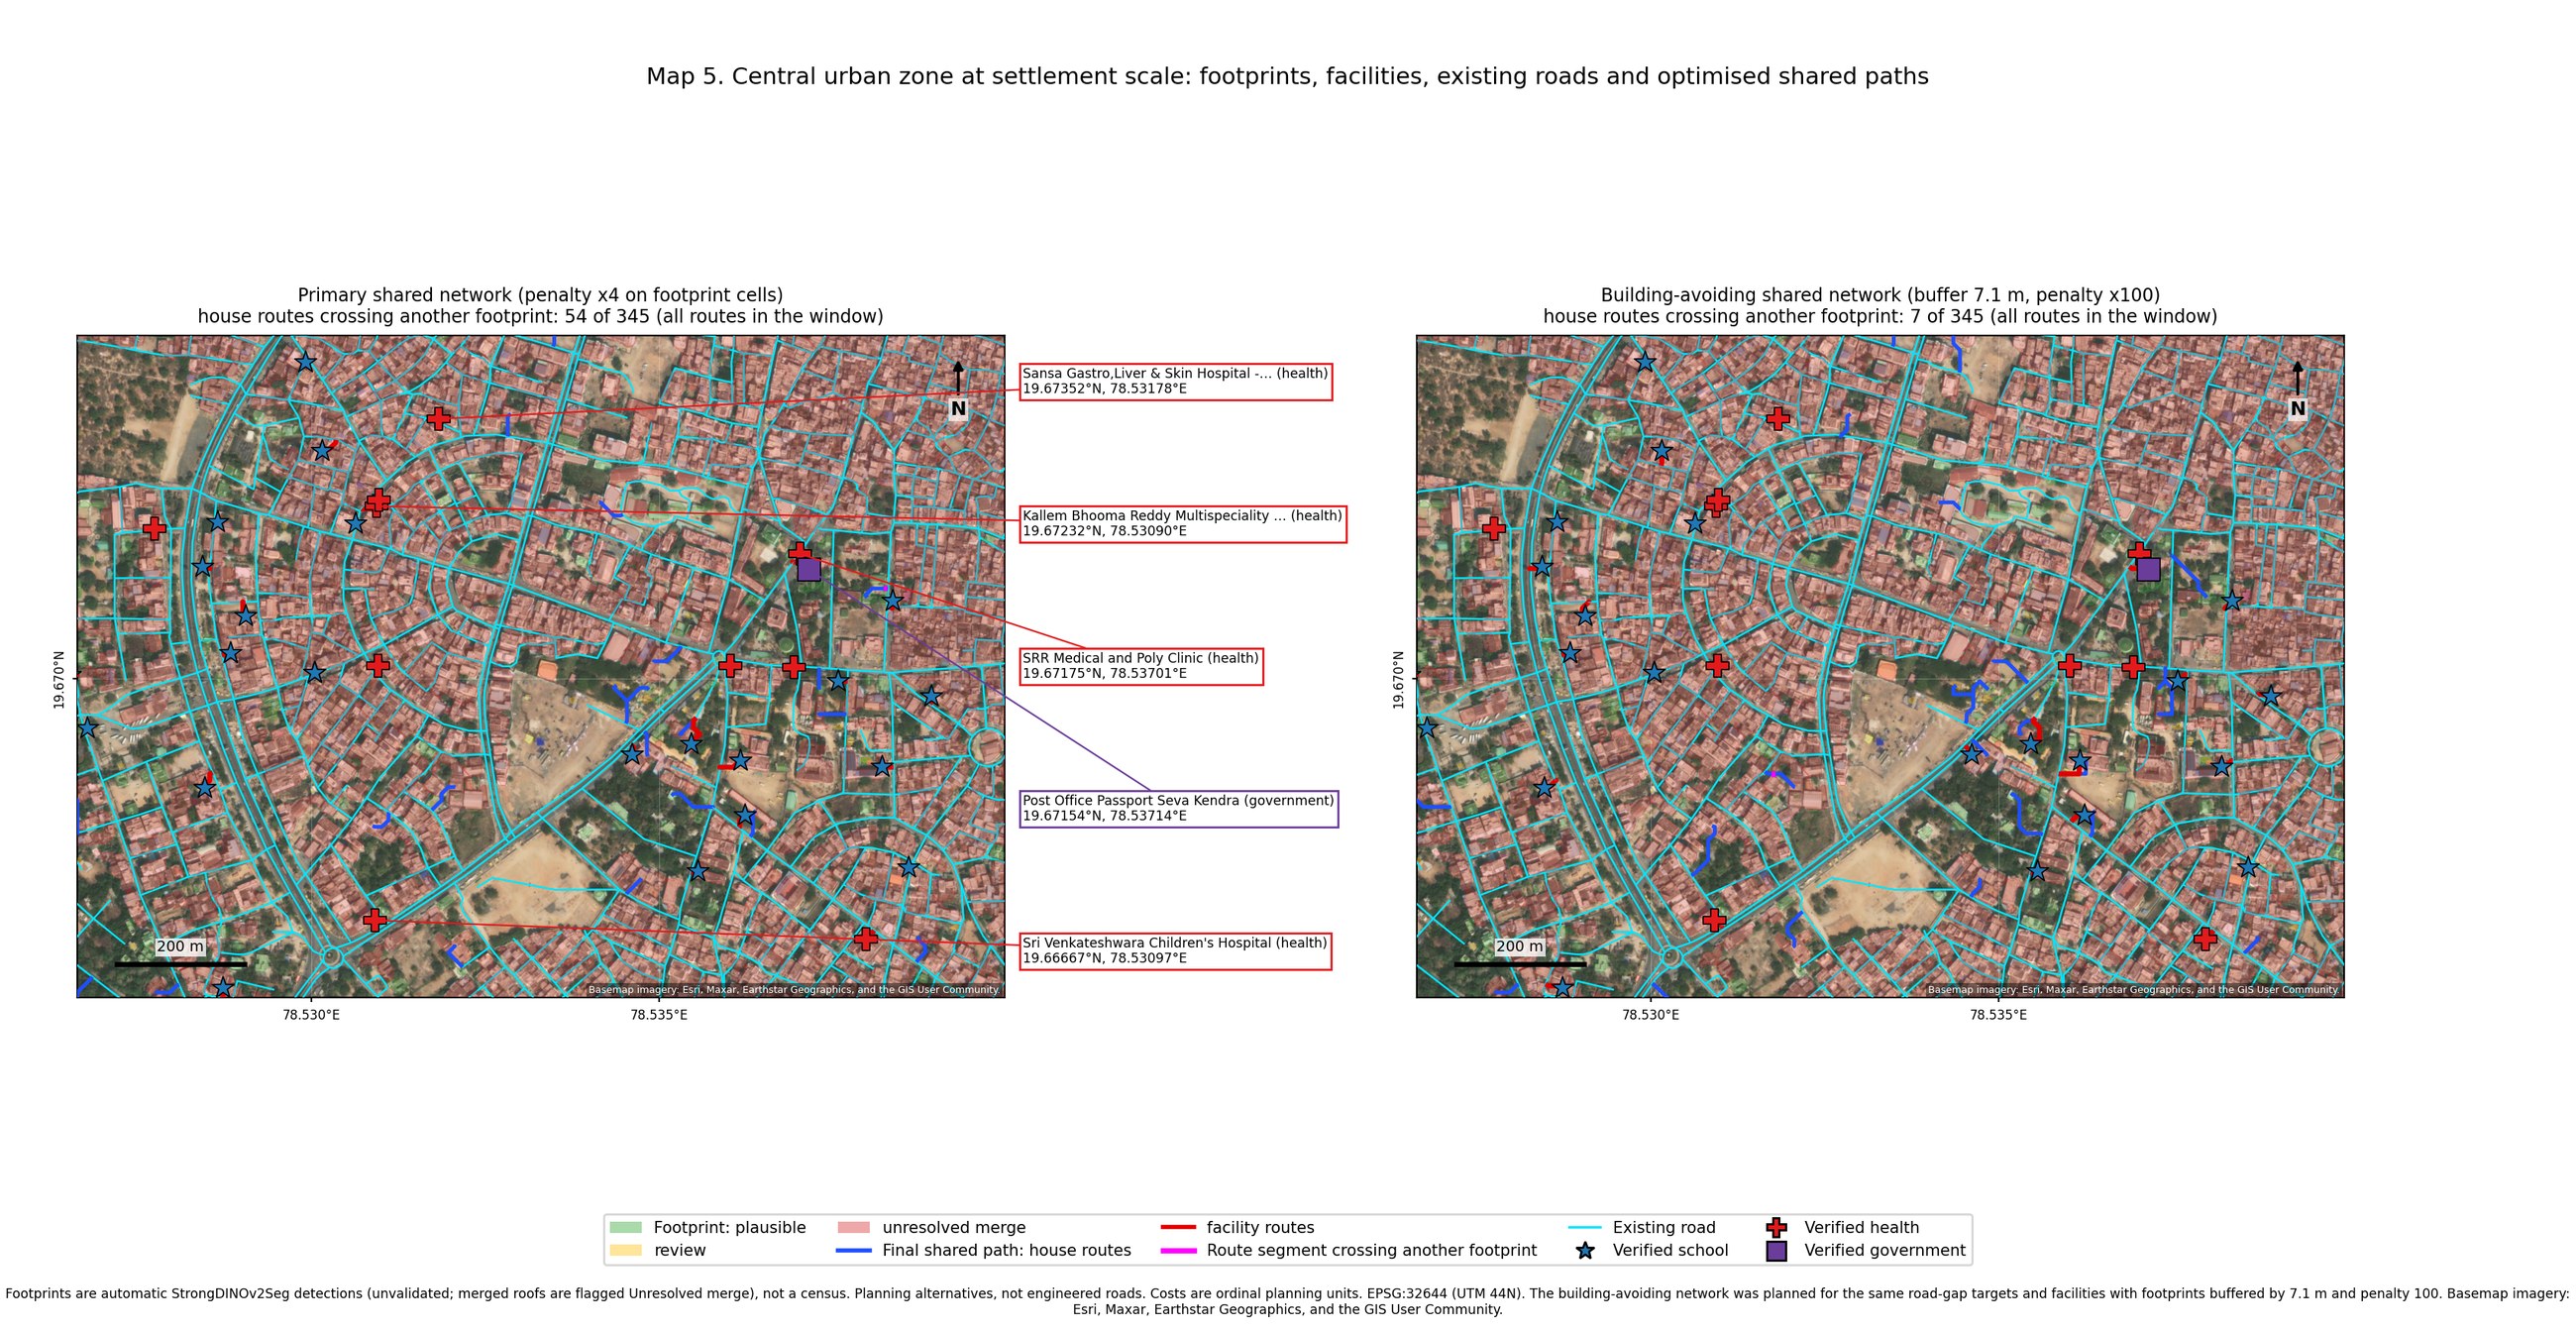 Map 5. Central urban zone at settlement scale: footprints, facilities, existing roads and optimised shared paths
Primary shared network (penalty x4 on footprint cells)
house routes crossing another footprint: 54 of 345 (all routes in the window)
N
19.670°N
200 m
Basemap imagery: Esri, Maxar, Earthstar Geographics, and the GIS User Community.
78.530°E
78.535°E
Sansa Gastro,Liver & Skin Hospital -... (health)
19.67352°N, 78.53178°E
Kallem Bhooma Reddy Multispeciality ... (health)
19.67232°N, 78.53090°E
SRR Medical and Poly Clinic (health)
19.67175°N, 78.53701°E
Post Office Passport Seva Kendra (government)
19.67154°N, 78.53714°E
Sri Venkateshwara Children's Hospital (health)
19.66667°N, 78.53097°E
Building-avoiding shared network (buffer 7.1 m, penalty x100)
house routes crossing another footprint: 7 of 345 (all routes in the window)
N
19.670°N
200 m
Basemap imagery: Esri, Maxar, Earthstar Geographics, and the GIS User Community.
78.530°E
78.535°E
Footprint: plausible
review
unresolved merge
Final shared path: house routes
facility routes
Route segment crossing another footprint
Existing road
Verified school
Verified health
Verified government
Footprints are automatic StrongDINOv2Seg detections (unvalidated; merged roofs are flagged Unresolved merge), not a census. Planning alternatives, not engineered roads. Costs are ordinal planning units. EPSG:32644 (UTM 44N). The building-avoiding network was planned for the same road-gap targets and facilities with footprints buffered by 7.1 m and penalty 100. Basemap imagery:
Esri, Maxar, Earthstar Geographics, and the GIS User Community.